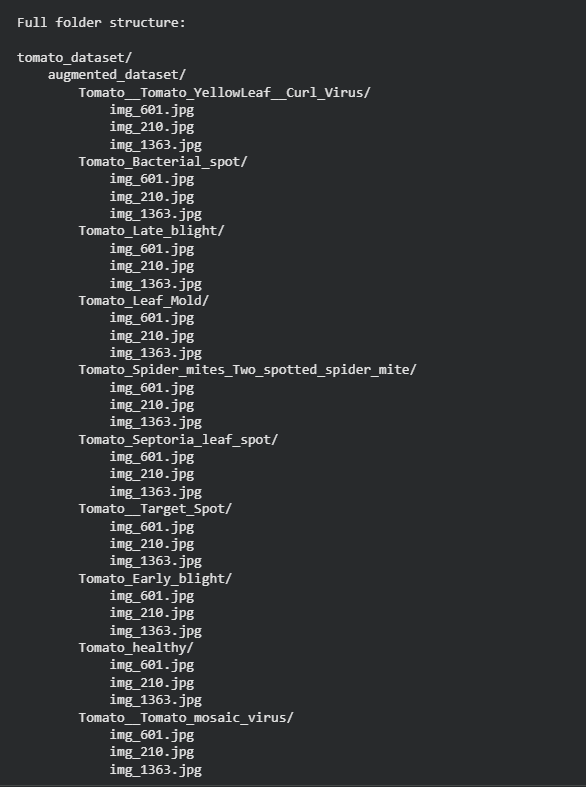 Full folder structure:
tomato_dataset/
augmented_dataset/
Tomato__Tomato_YellowLeaf__Curl_Virus/
img_601.jpg
img_210.jpg
img_1363.jpg
Tomato_Bacterial_spot/
img_601.jpg
img_210.jpg
img_1363.jpg
Tomato_Late_blight/
img_601.jpg
img_210.jpg
img_1363.jpg
Tomato_Leaf_Mold/
img_601.jpg
img_210.jpg
img_1363.jpg
Tomato_Spider_mites_Two_spotted_spider_mite/
img_601.jpg
img_210.jpg
img_1363.jpg
Tomato_Septoria_leaf_spot/
img_601.jpg
img_210.jpg
img_1363.jpg
Tomato__Target_Spot/
img_601.jpg
img_210.jpg
img_1363.jpg
Tomato_Early_blight/
img_601.jpg
img_210.jpg
img_1363.jpg
Tomato_healthy/
img_601.jpg
img_210.jpg
img_1363.jpg
Tomato__Tomato_mosaic_virus/
img_601.jpg
img_210.jpg
img_1363.jpg